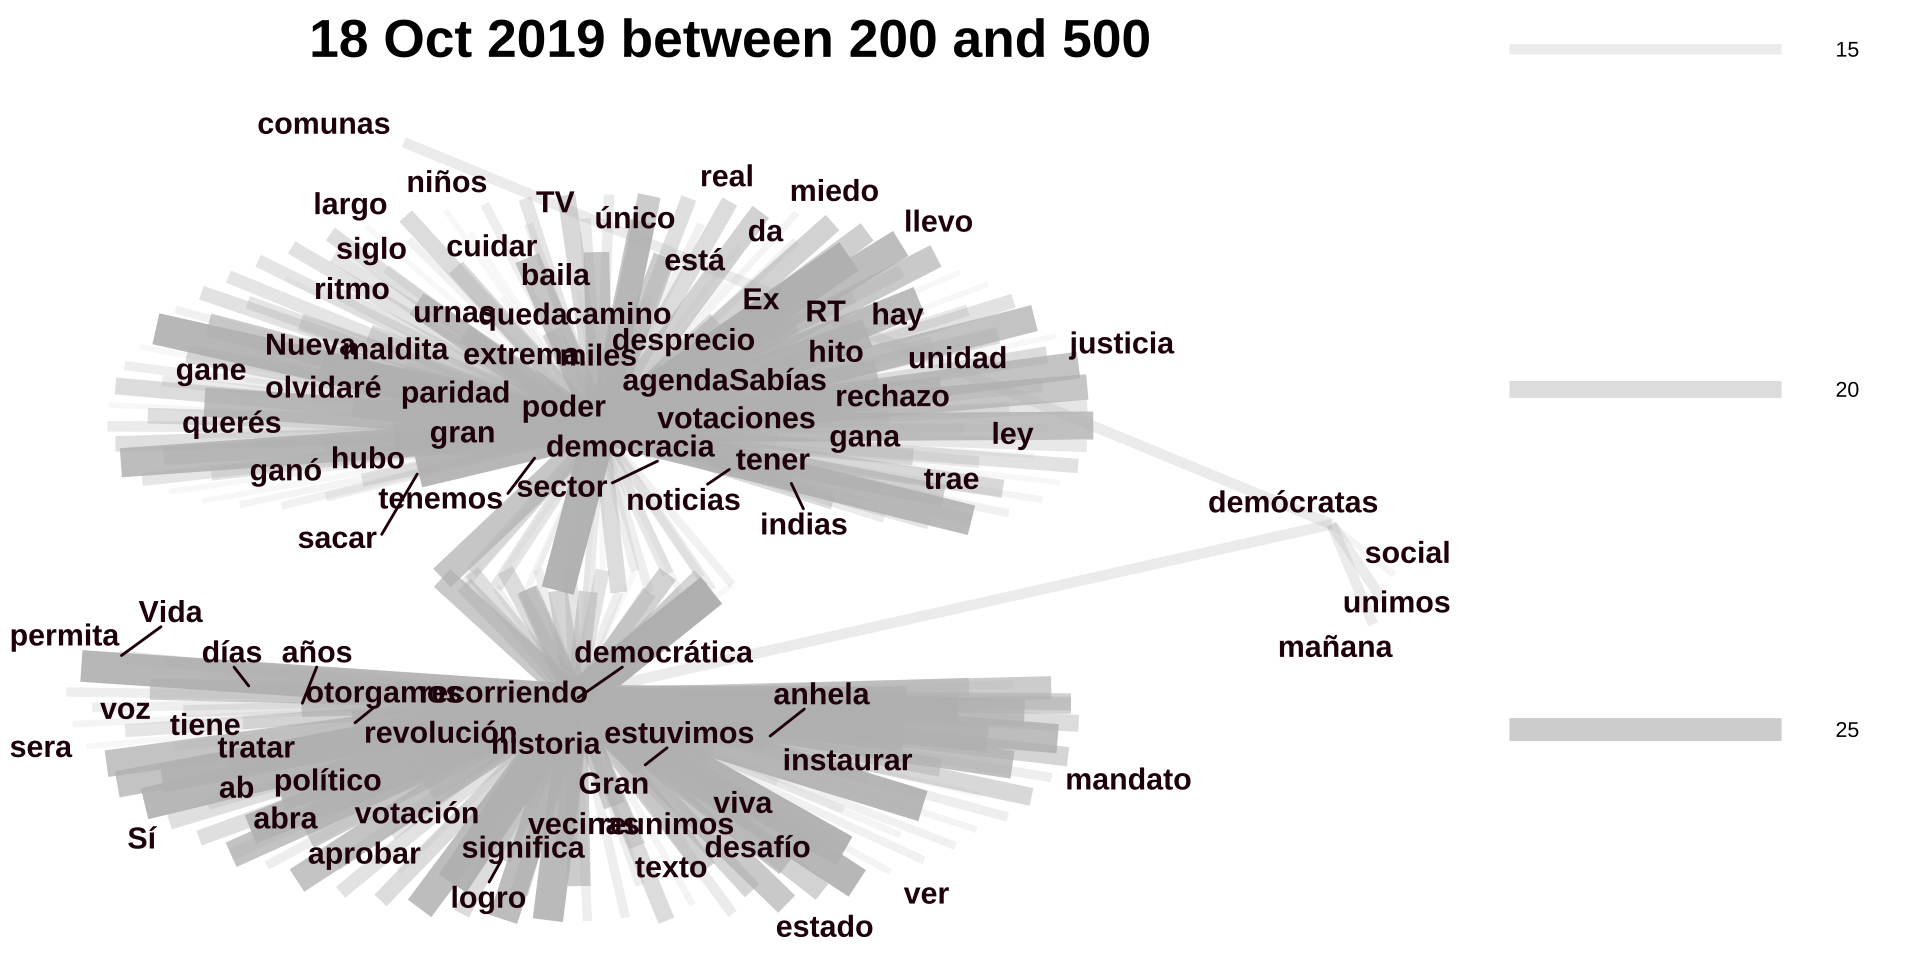 18 Oct 2019 between 200 and 500
15
comunas
niños
real
miedo
largo
TV
único
llevo
da
siglo
cuidar
está
baila
ritmo
Ex
RT
hay
urnas
queda
camino
desprecio
justicia
Nueva
maldita
extrema
miles
hito
unidad
gane
olvidaré
paridad
agenda
Sabías
rechazo
20
poder
querés
votaciones
gran
gana
ley
democracia
hubo
tener
ganó
trae
tenemos
sector
noticias
demócratas
indias
sacar
social
unimos
Vida
permita
mañana
días
años
democrática
otorgamos
recorriendo
anhela
voz
tiene
revolución
historia
estuvimos
25
sera
tratar
instaurar
ab
político
Gran
mandato
viva
abra
votación
vecinas
reunimos
Sí
aprobar
significa
desafío
texto
logro
ver
estado